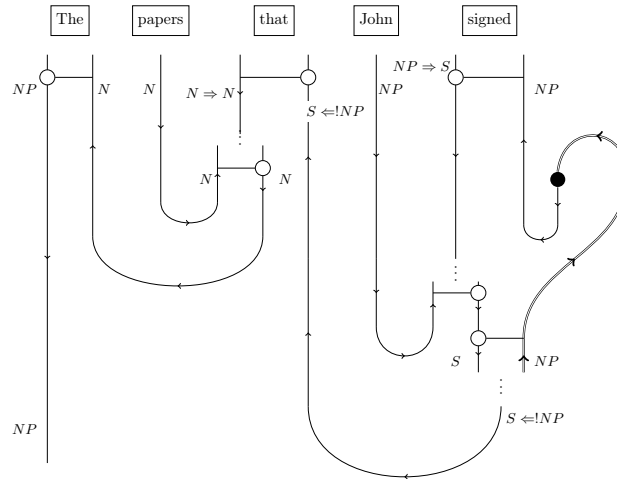 The papers that John signed
NP ⇒ S
NP N N N ⇒ N NP NP
S ⇐!NP
N N
S NP
NP S ⇐!NP